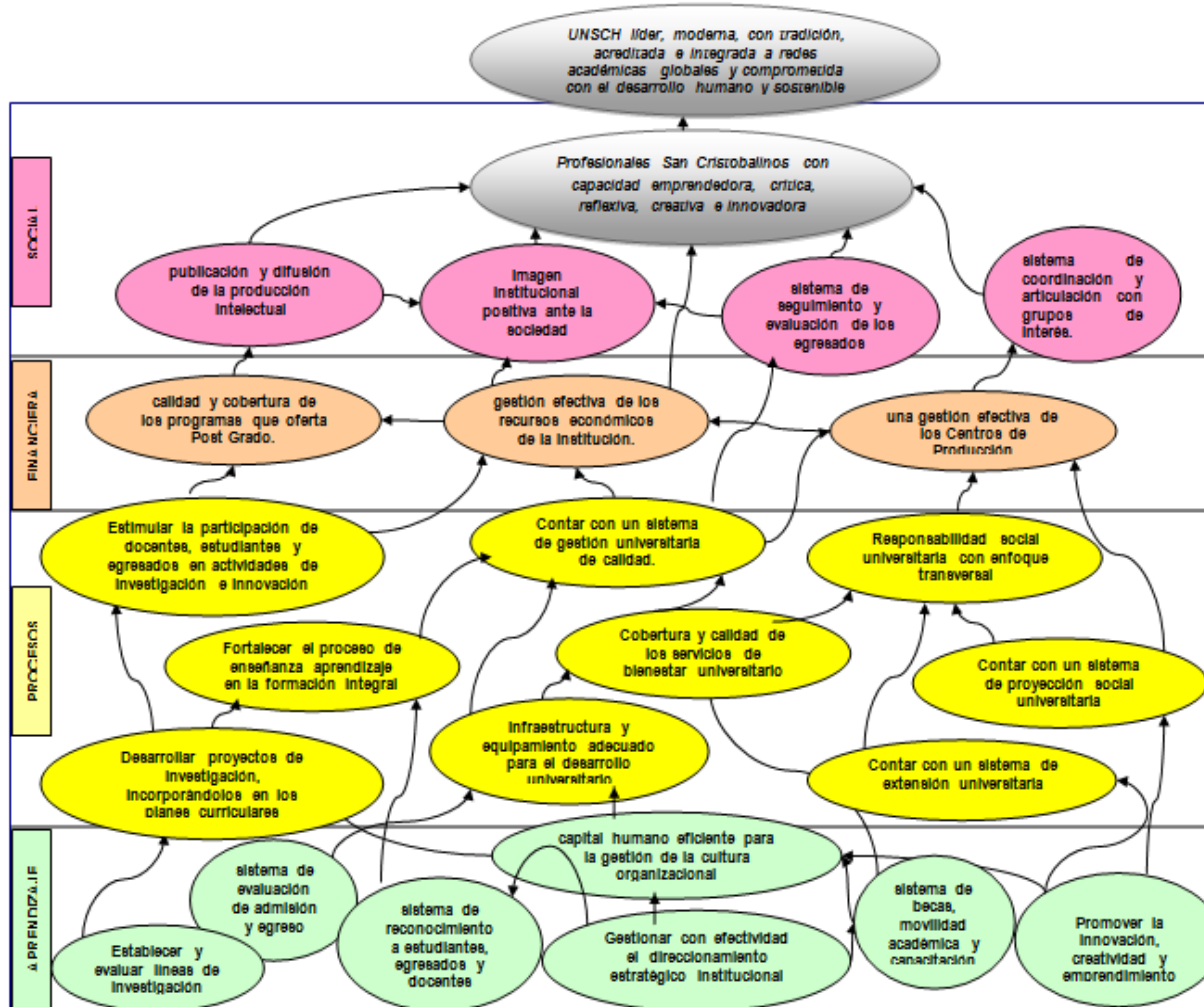 UNSCH líder, moderna, con tradición,
acreditada e integrada a redes
académicas globales y comprometida
con el desarrollo humano y sostenible
Profesionales San Cristobalinos con
capacidad emprendedora, crítica,
reflexiva, creativa e innovadora
SOCIAL
publicación y difusión
de la producción
intelectual
Imagen
institucional
positiva ante la
sociedad
sistema de
seguimiento y
evaluación de los
egresados
sistema de
coordinación y
articulación con
grupos de
interés.
FINANCIERA
calidad y cobertura de
los programas que oferta
Post Grado.
gestión efectiva de los
recursos económicos
de la institución.
una gestión efectiva de
los Centros de
Producción
PROCESOS
Estimular la participación de
docentes, estudiantes y
egresados en actividades de
investigación e innovación
Contar con un sistema
de gestión universitaria
de calidad.
Responsabilidad social
universitaria con enfoque
transversal
Fortalecer el proceso de
enseñanza aprendizaje
en la formación integral
Cobertura y calidad de
los servicios de
bienestar universitario
Contar con un sistema
de proyección social
universitaria
Desarrollar proyectos de
investigación,
incorporándolos en los
planes curriculares
Infraestructura y
equipamiento adecuado
para el desarrollo
universitario
Contar con un sistema de
extensión universitaria
APRENDIZAJE
capital humano eficiente para
la gestión de la cultura
organizacional
sistema de
evaluación
de admisión
y egreso
sistema de
reconocimiento
a estudiantes,
egresados y
docentes
sistema de
becas,
movilidad
académica y
capacitación
Establecer y
evaluar líneas de
investigación
Gestionar con efectividad
el direccionamiento
estratégico institucional
Promover la
innovación,
creatividad y
emprendimiento